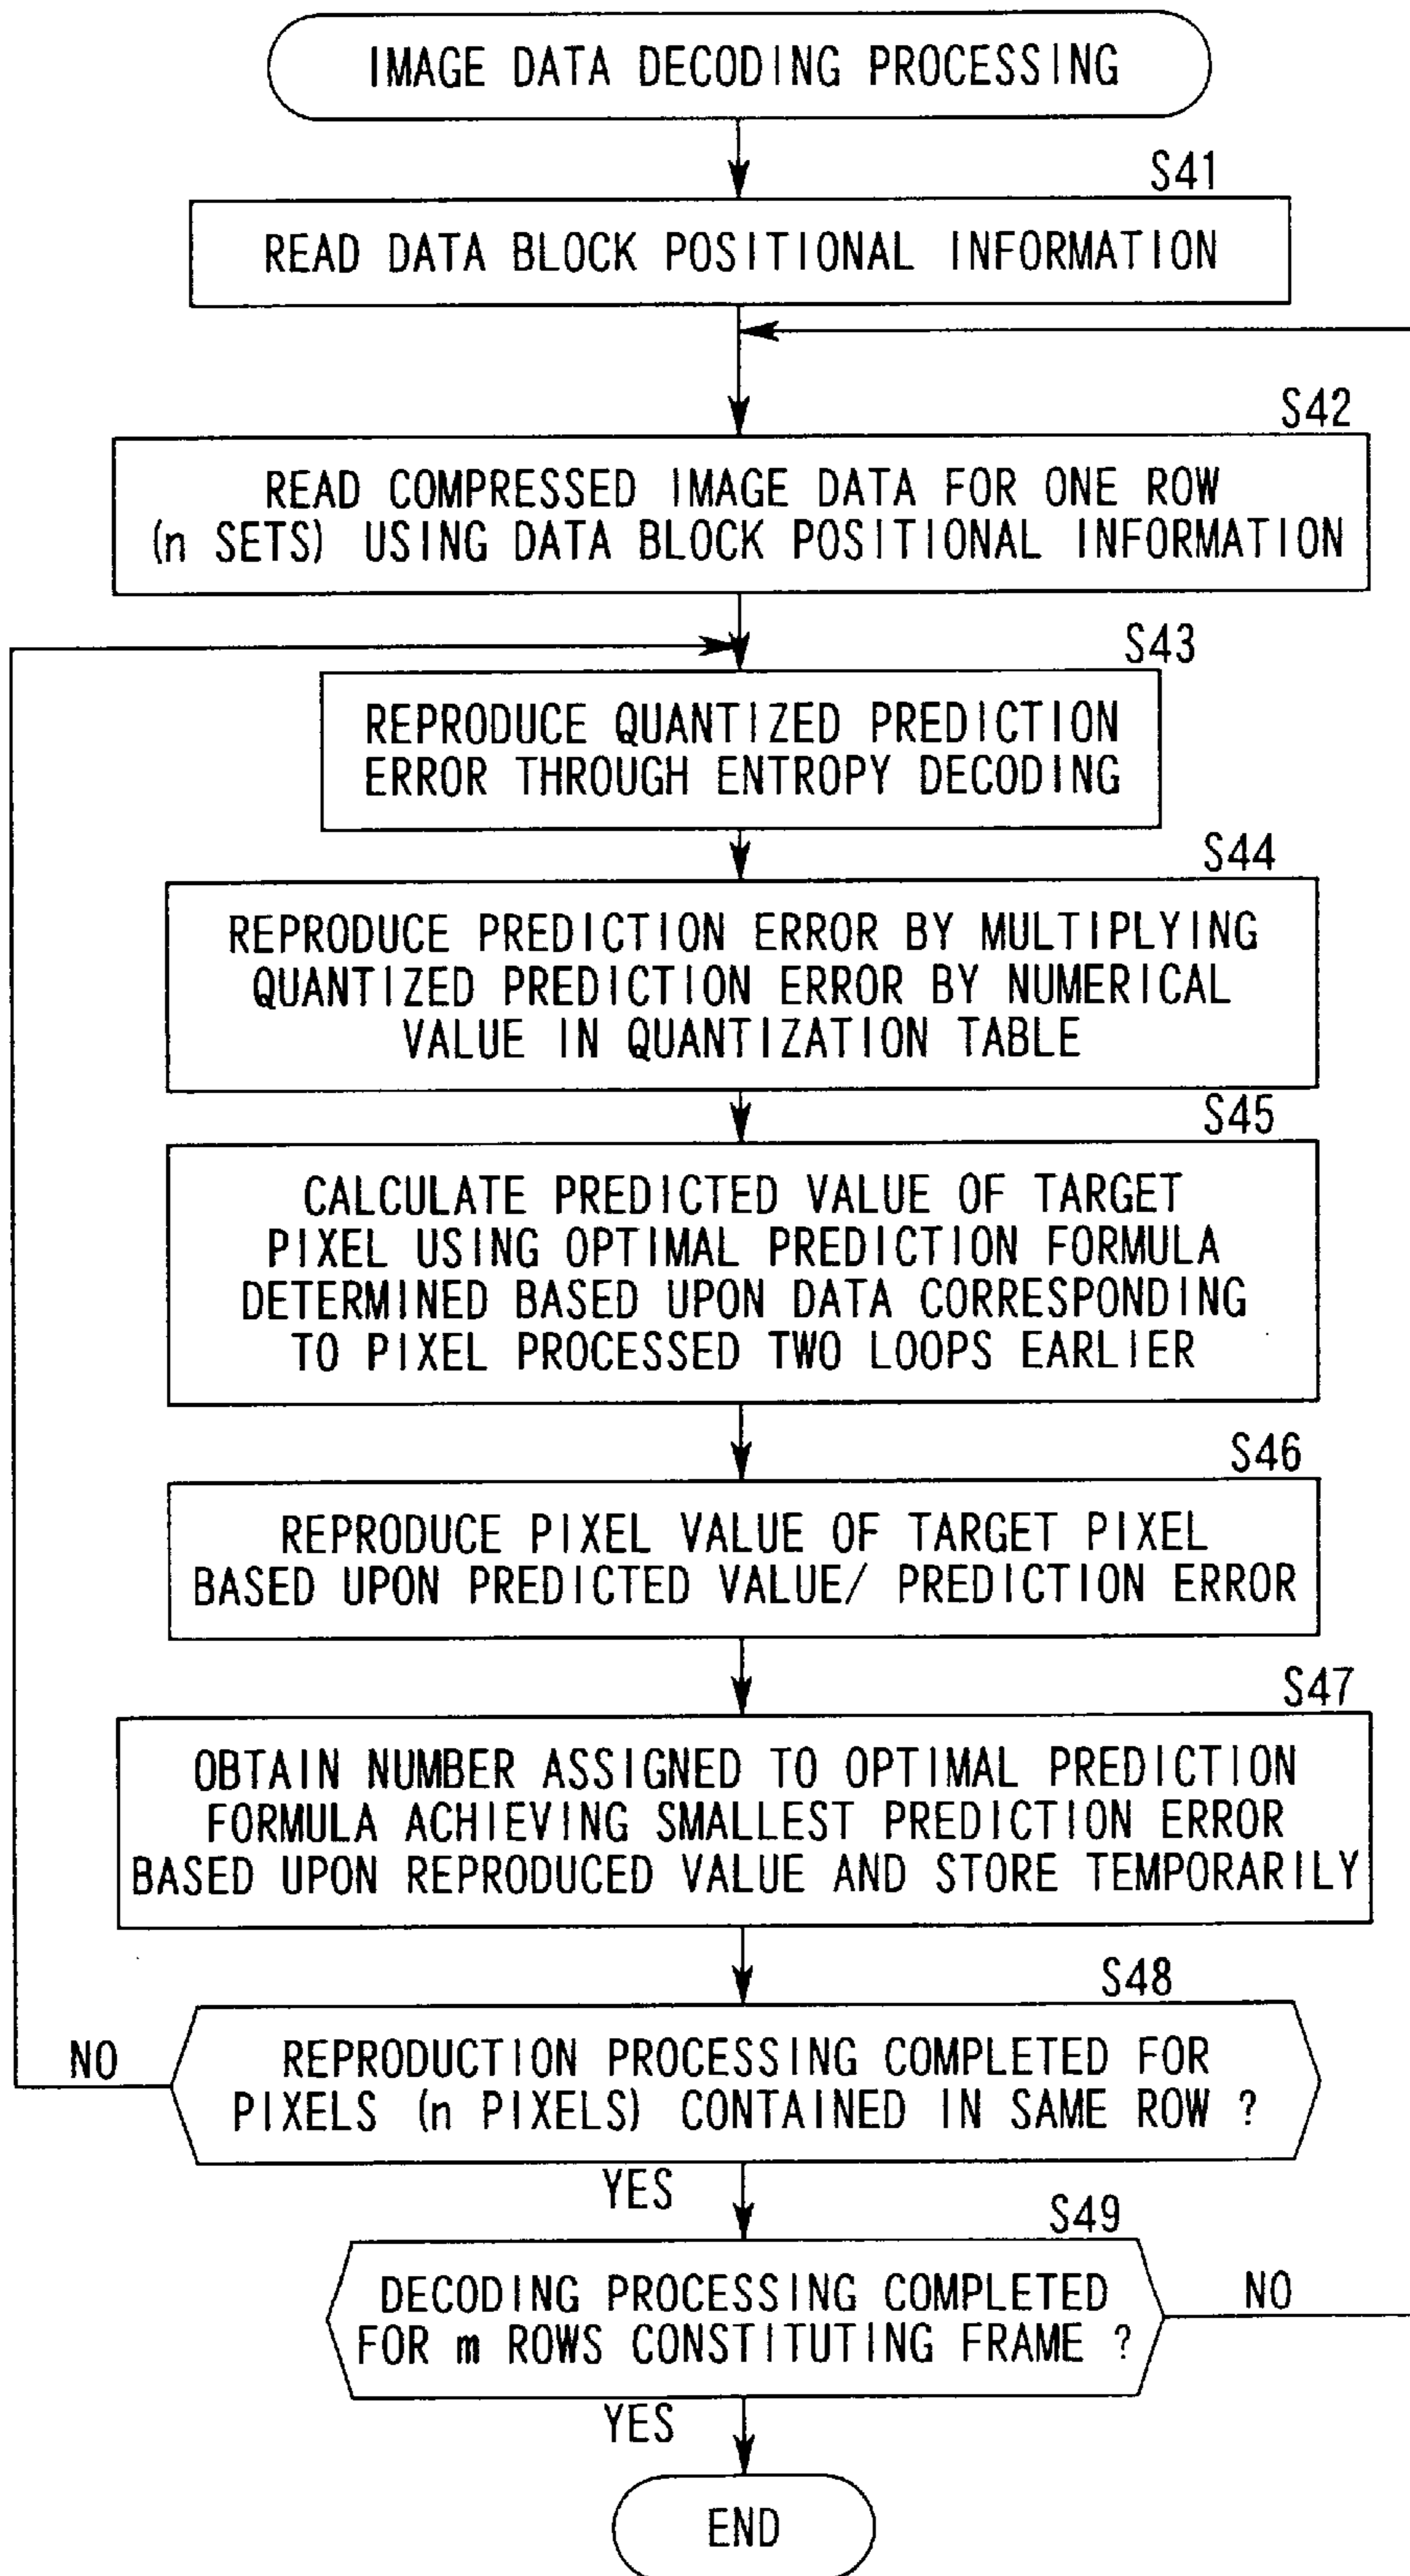 IMAGE DATA DECODING PROCESSING
S41
READ DATA BLOCK POSITIONAL INFORMATION
S42
READ COMPRESSED IMAGE DATA FOR ONE ROW
(n SETS) USING DATA BLOCK POSITIONAL INFORMATION
S43
REPRODUCE QUANTIZED PREDICTION
ERROR THROUGH ENTROPY DECODING
S44
REPRODUCE PREDICTION ERROR BY MULTIPLYING
QUANTIZED PREDICTION ERROR BY NUMERICAL
VALUE IN QUANTIZATION TABLE
S45
CALCULATE PREDICTED VALUE OF TARGET
PIXEL USING OPTIMAL PREDICTION FORMULA
DETERMINED BASED UPON DATA CORRESPONDING
TO PIXEL PROCESSED TWO LOOPS EARLIER
S46
REPRODUCE PIXEL VALUE OF TARGET PIXEL
BASED UPON PREDICTED VALUE/ PREDICTION ERROR
S47
OBTAIN NUMBER ASSIGNED TO OPTIMAL PREDICTION
FORMULA ACHIEVING SMALLEST PREDICTION ERROR
BASED UPON REPRODUCED VALUE AND STORE TEMPORARILY
S48
NO
REPRODUCTION PROCESSING COMPLETED FOR
PIXELS (n PIXELS) CONTAINED IN SAME ROW ?
YES
S49
DECODING PROCESSING COMPLETED
FOR m ROWS CONSTITUTING FRAME ?
NO
YES
END